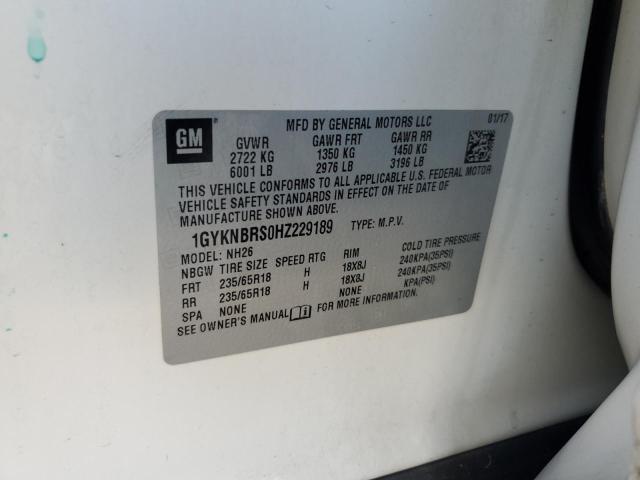 GM
MFD BY GENERAL MOTORS LLC 01/17
GVWR GAWR FRT GAWR RR
2722 KG 1350 KG 1450 KG
6001 LB 2976 LB 3196 LB
THIS VEHICLE CONFORMS TO ALL APPLICABLE U.S. FEDERAL MOTOR
VEHICLE SAFETY STANDARDS IN EFFECT ON THE DATE OF
MANUFACTURE SHOWN ABOVE.
1GYKNBRS0HZ229189 TYPE: M.P.V.
MODEL: NH26
NBGW TIRE SIZE SPEED RTG RIM COLD TIRE PRESSURE
FRT 235/65R18 H 18X8J 240KPA(35PSI)
RR 235/65R18 H 18X8J 240KPA(35PSI)
SPA NONE NONE KPA(PSI)
SEE OWNER'S MANUAL FOR MORE INFORMATION.